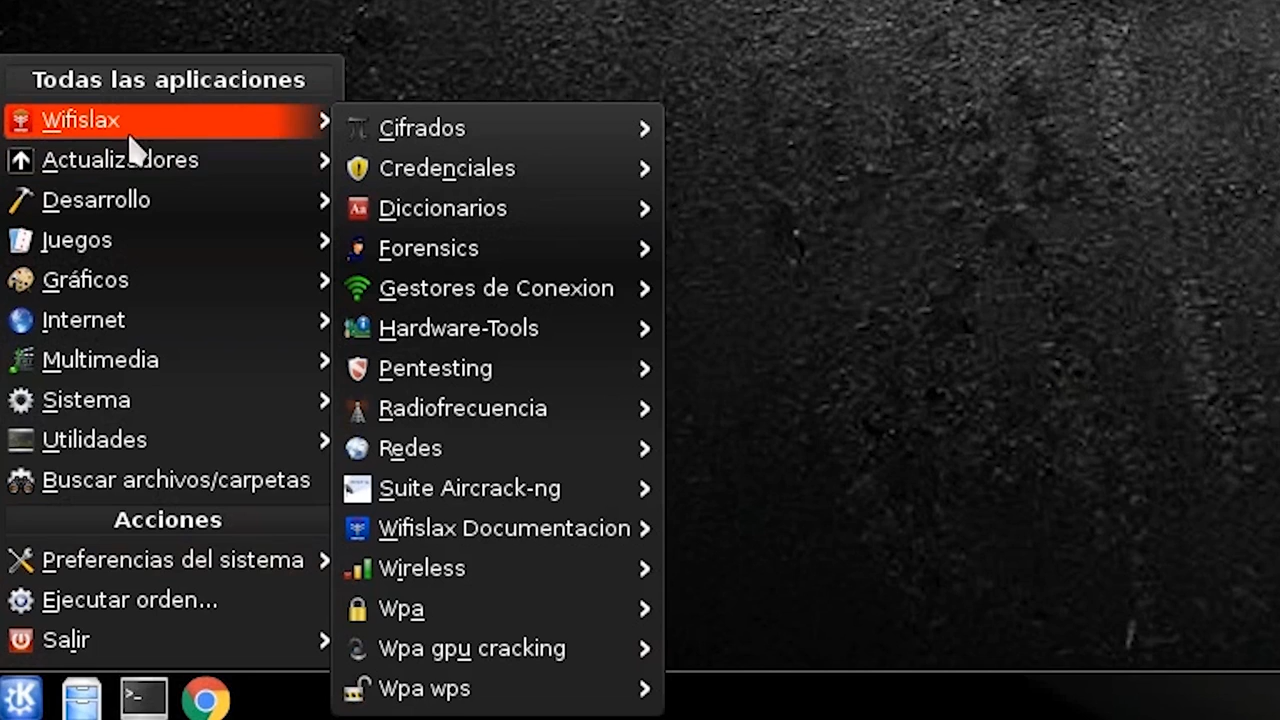 Todas las aplicaciones
Wifislax
Actualizadores
Desarrollo
Juegos
Gráficos
Internet
Multimedia
Sistema
Utilidades
Buscar archivos/carpetas
Acciones
Preferencias del sistema
Ejecutar orden...
Salir
Cifrados
Credenciales
Diccionarios
Forensics
Gestores de Conexion
Hardware-Tools
Pentesting
Radiofrecuencia
Redes
Suite Aircrack-ng
Wifislax Documentacion
Wireless
Wpa
Wpa gpu cracking
Wpa wps